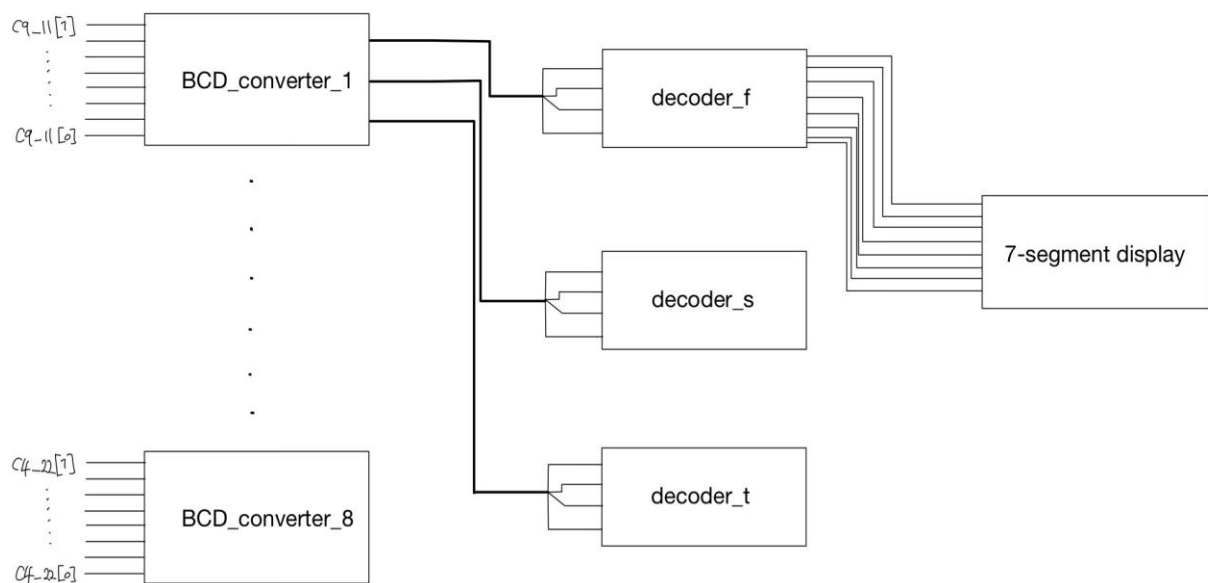 C9_11[7]
BCD_converter_1
C9_11[0]
decoder_f
7-segment display
decoder_s
C4_22[7]
BCD_converter_8
C4_22[0]
decoder_t